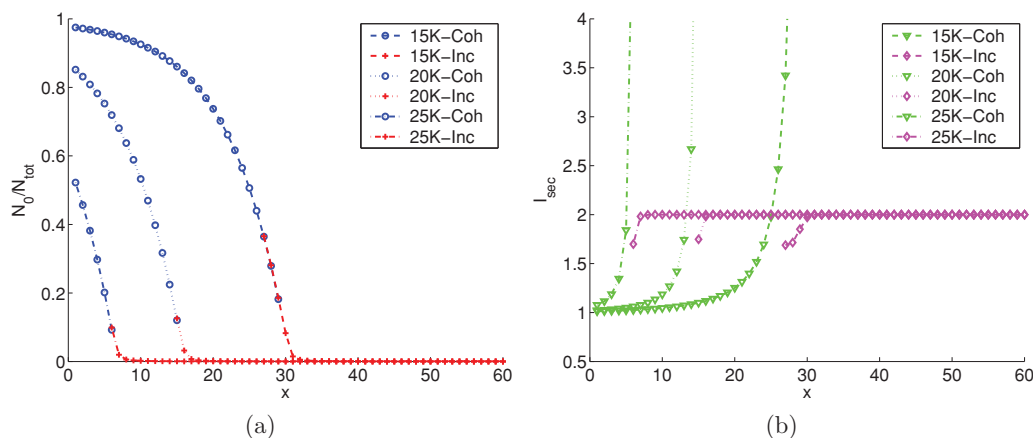 1
0.8
0.6
0.4
0.2
0
N0/Ntot
0 10 20 30 40 50 60
x
15K−Coh
15K−Inc
20K−Coh
20K−Inc
25K−Coh
25K−Inc
(a)
4
3.5
3
2.5
2
1.5
1
0.5
Isec
0 10 20 30 40 50 60
x
15K−Coh
15K−Inc
20K−Coh
20K−Inc
25K−Coh
25K−Inc
(b)